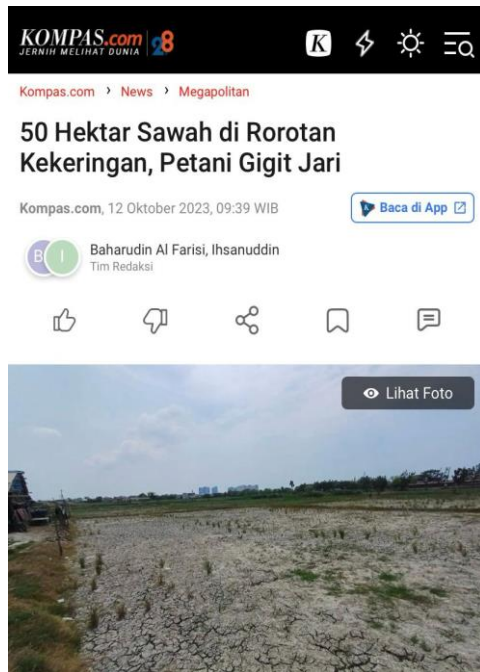 KOMPAS.com 28
JERNIH MELIHAT DUNIA
K
Kompas.com › News › Megapolitan
50 Hektar Sawah di Rorotan
Kekeringan, Petani Gigit Jari
Kompas.com, 12 Oktober 2023, 09:39 WIB
Baca di App
B I
Baharudin Al Farisi, Ihsanuddin
Tim Redaksi
Lihat Foto